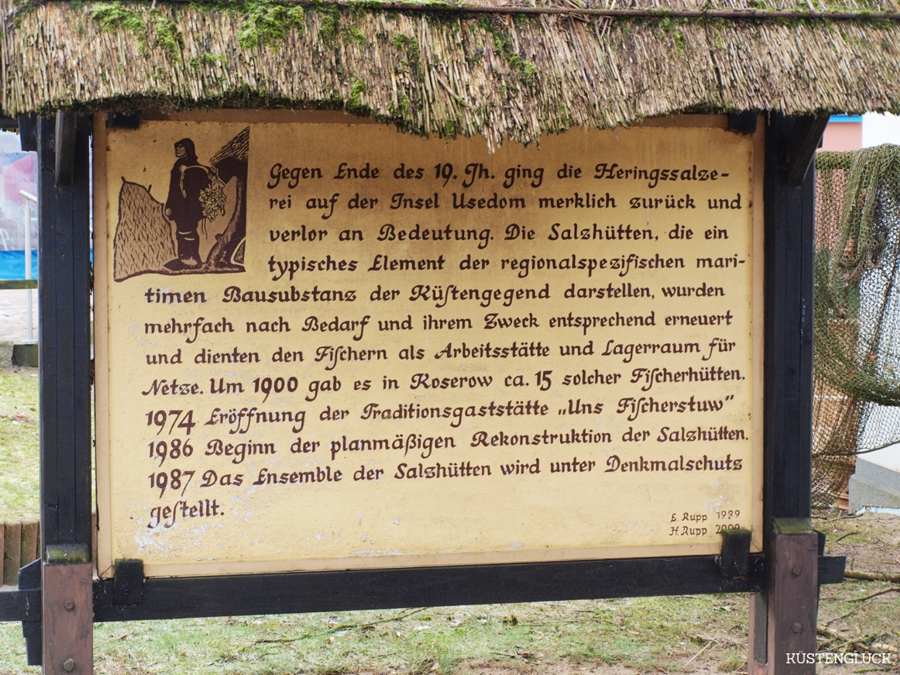 Gegen Ende des 19. Jh. ging die Heringssalze-
rei auf der Insel Usedom merklich zurück und
verlor an Bedeutung. Die Salzhütten, die ein
typisches Element der regionalspezifischen mari-
timen Bausubstanz der Küstengegend darstellen, wurden
mehrfach nach Bedarf und ihrem Zweck entsprechend erneuert
und dienten den Fischern als Arbeitsstätte und Lagerraum für
Netze. Um 1900 gab es in Koserow ca. 15 solcher Fischerhütten.
1974 Eröffnung der Traditionsgaststätte „Uns Fischerstuw”
1986 Beginn der planmäßigen Rekonstruktion der Salzhütten.
1987 Das Ensemble der Salzhütten wird unter Denkmalschutz
gestellt.
E. Rupp 1989
H. Rupp
KÜSTENGLÜCK